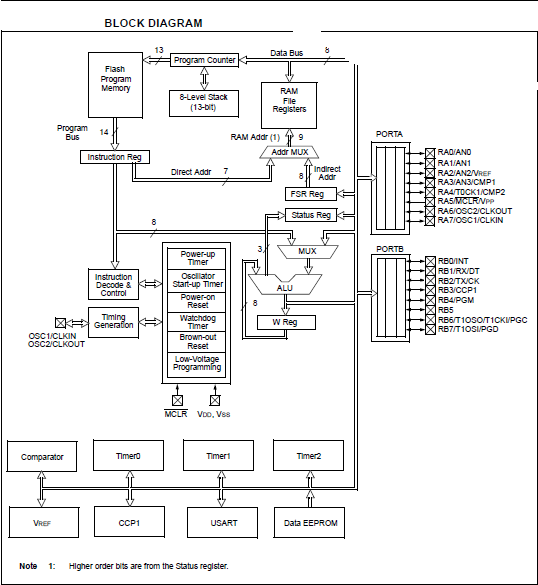 BLOCK DIAGRAM
13
Data Bus
8
Flash
Program
Memory
Program Counter
8-Level Stack
(13-bit)
RAM
File
Registers
Program
Bus
14
RAM Addr (1)
9
PORTA
Instruction Reg
Addr MUX
Direct Addr
7
8
Indirect
Addr
FSR Reg
Status Reg
RA0/AN0
RA1/AN1
RA2/AN2/VREF
RA3/AN3/CMP1
RA4/T0CK1/CMP2
RA5/MCLR/VPP
RA6/OSC2/CLKOUT
RA7/OSC1/CLKIN
8
3
MUX
PORTB
Power-up
Timer
Oscillator
Start-up Timer
Power-on
Reset
Watchdog
Timer
Brown-out
Reset
Low-Voltage
Programming
Instruction
Decode &
Control
ALU
8
Timing
Generation
W Reg
OSC1/CLKIN
OSC2/CLKOUT
RB0/INT
RB1/RX/DT
RB2/TX/CK
RB3/CCP1
RB4/PGM
RB5
RB6/T1OSO/T1CKI/PGC
RB7/T1OSI/PGD
MCLR
VDD, VSS
Comparator
Timer0
Timer1
Timer2
VREF
CCP1
USART
Data EEPROM
Note 1: Higher order bits are from the Status register.